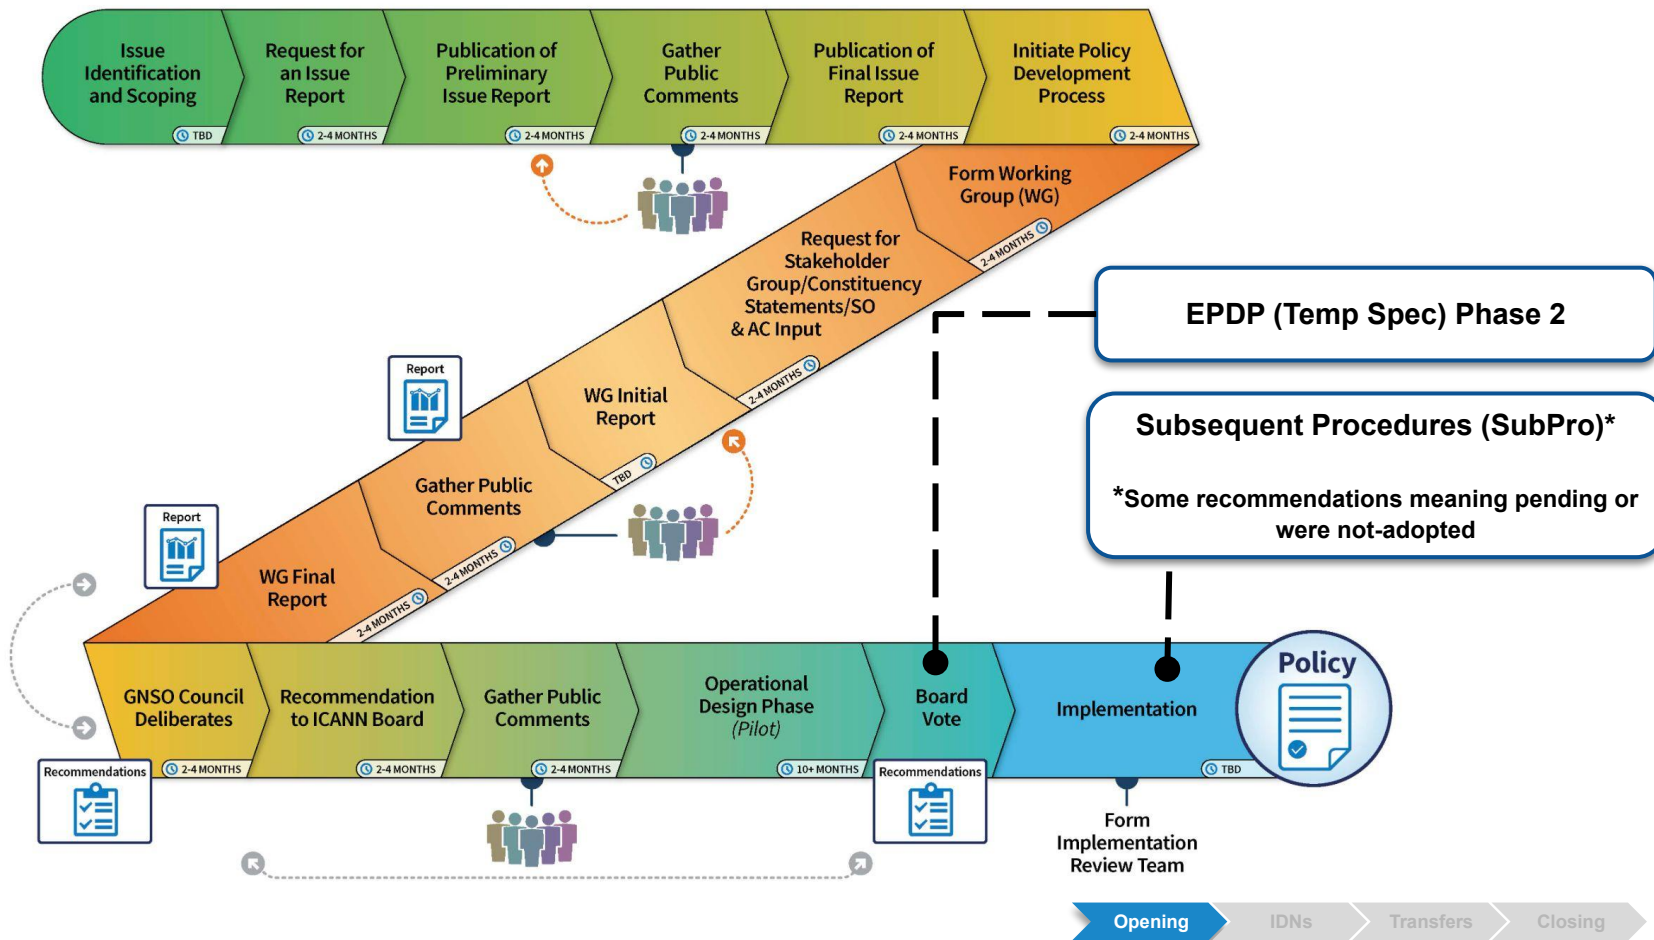 Issue
Identification
and Scoping
TBD
Request for
an Issue
Report
2-4 MONTHS
Publication of
Preliminary
Issue Report
2-4 MONTHS
Gather
Public
Comments
2-4 MONTHS
Publication of
Final Issue
Report
2-4 MONTHS
Initiate Policy
Development
Process
2-4 MONTHS
Form Working
Group (WG)
2-4 MONTHS
Request for
Stakeholder
Group/Constituency
Statements/SO
& AC Input
2-4 MONTHS
EPDP (Temp Spec) Phase 2
Subsequent Procedures (SubPro)*
*Some recommendations meaning pending or
were not-adopted
WG Initial
Report
TBD
Report
Gather Public
Comments
2-4 MONTHS
Report
WG Final
Report
2-4 MONTHS
GNSO Council
Deliberates
2-4 MONTHS
Recommendations
Recommendation
to ICANN Board
2-4 MONTHS
Gather Public
Comments
2-4 MONTHS
Operational
Design Phase
(Pilot)
10+ MONTHS
Board
Vote
Recommendations
Implementation
TBD
Policy
Form
Implementation
Review Team
Opening
IDNs
Transfers
Closing